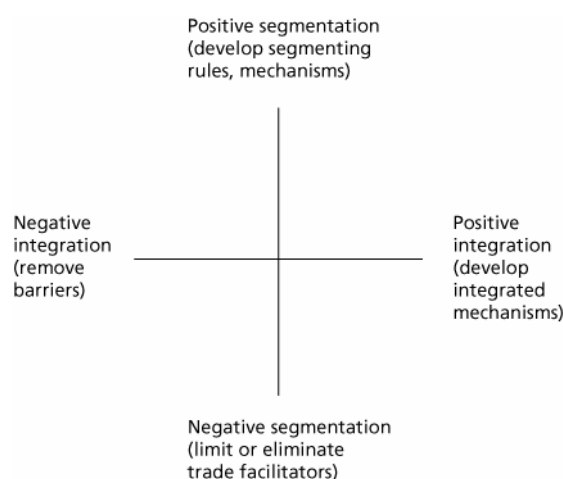 Positive segmentation
(develop segmenting
rules, mechanisms)
Negative
integration
(remove
barriers)
Positive
integration
(develop
integrated
mechanisms)
Negative segmentation
(limit or eliminate
trade facilitators)